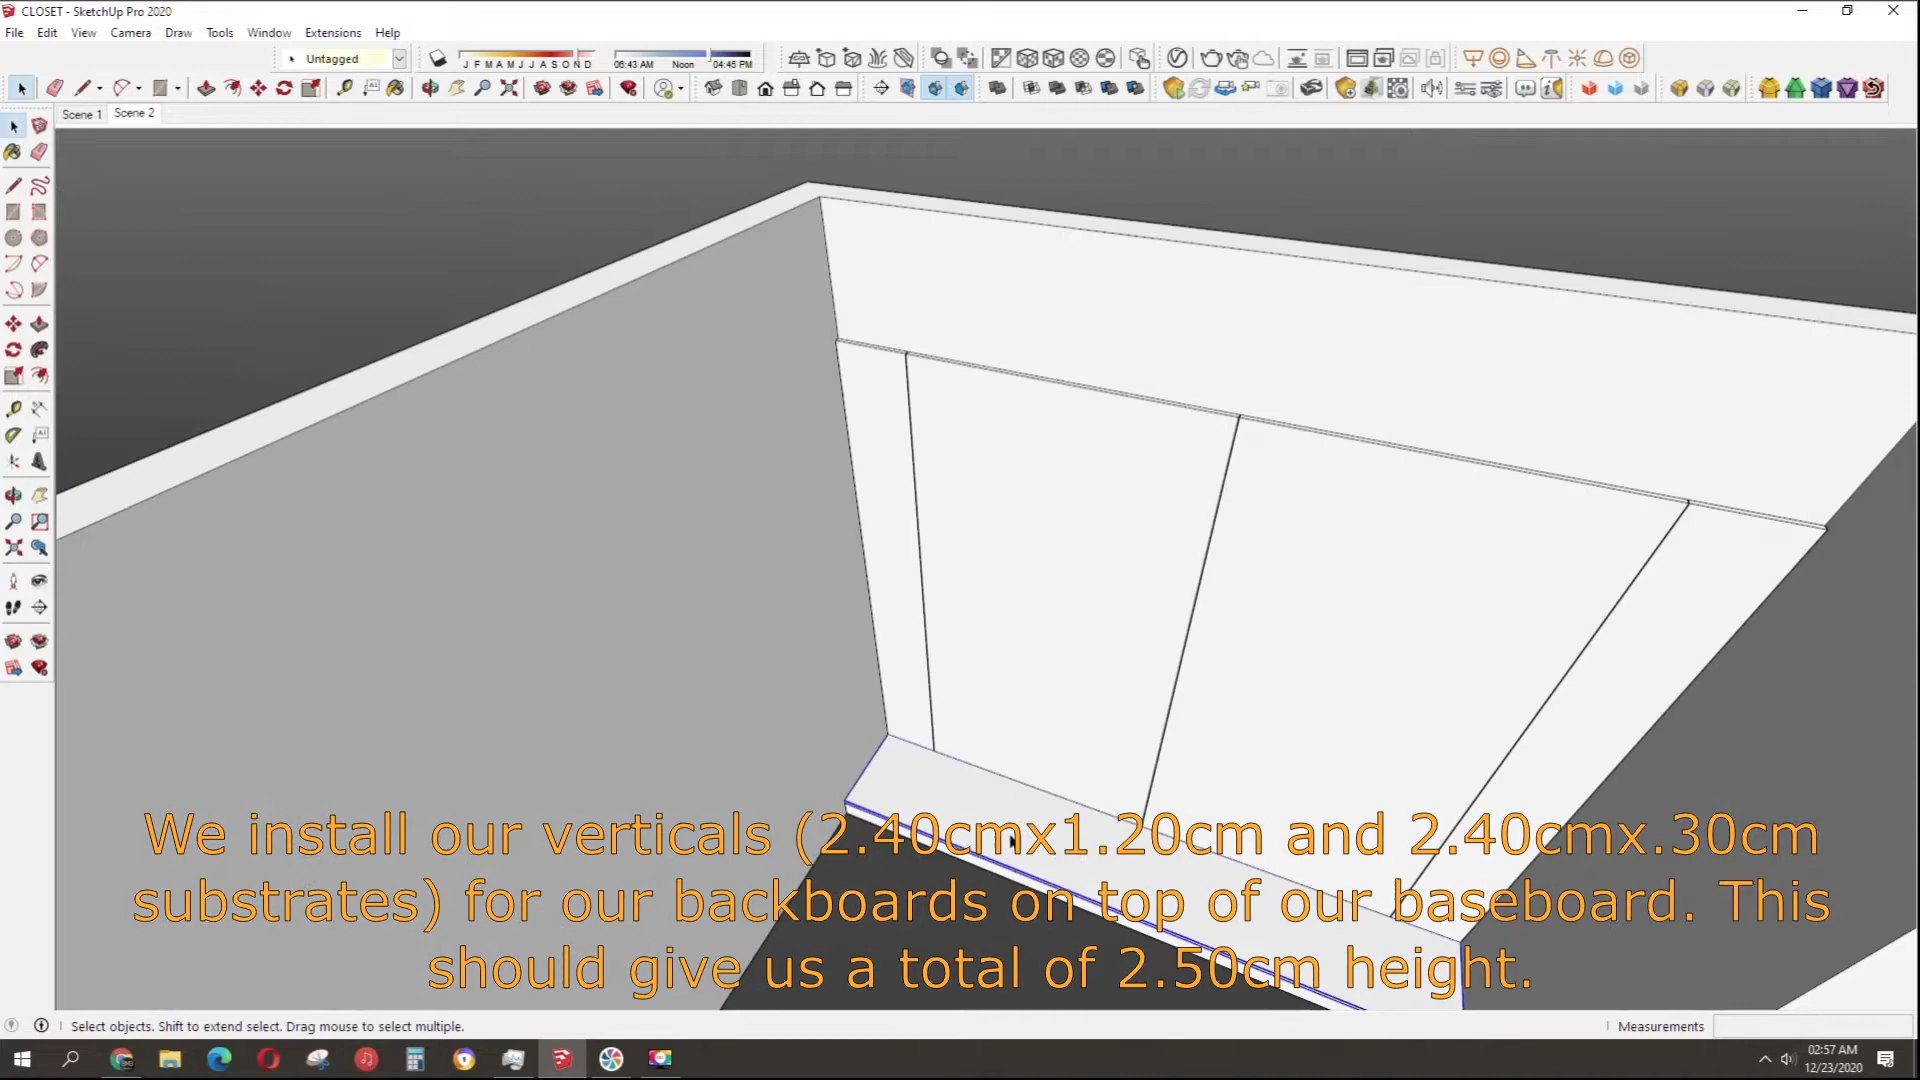 CLOSET - SketchUp Pro 2020
File Edit View Camera Draw Tools Window Extensions Help
Untagged
J F M A M J J A S O N D
06:43 AM Noon 04:45 PM
Scene 1 Scene 2
We install our verticals (2.40cmx1.20cm and 2.40cmx.30cm
substrates) for our backboards on top of our baseboard. This
should give us a total of 2.50cm height.
Select objects. Shift to extend select. Drag mouse to select multiple.
Measurements
02:57 AM
12/23/2020